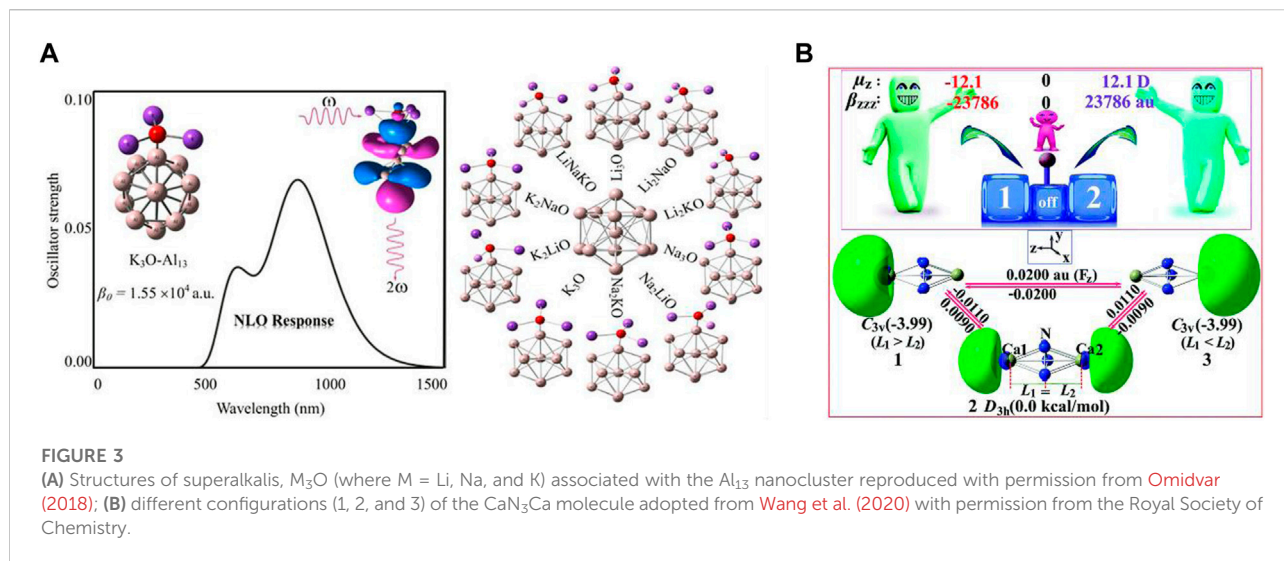 A
0.10
0.05
0.00
Oscillator strength
K₃O-Al₁₃
β₀ = 1.55 ×10⁴ a.u.
NLO Response
ω
2ω
0
500
1000
1500
Wavelength (nm)
Li₃O
Li₂NaO
Li₂KO
Na₃O
Na₂LiO
Na₂KO
K₃O
K₂LiO
K₂NaO
LiNaKO
B
μz : -12.1 0 12.1 D
βzzz: -23786 0 23786 au
1 off 2
y
z
x
0.0200 au (Fz)
-0.0200
-0.0110
0.0090
0.0110
-0.0090
C3v(-3.99)
(L₁ > L₂)
1
C3v(-3.99)
(L₁ < L₂)
3
N
Ca1 Ca2
L₁ = L₂
2 D3h(0.0 kcal/mol)
FIGURE 3
(A) Structures of superalkalis, M₃O (where M = Li, Na, and K) associated with the Al₁₃ nanocluster reproduced with permission from Omidvar
(2018); (B) different configurations (1, 2, and 3) of the CaN₃Ca molecule adopted from Wang et al. (2020) with permission from the Royal Society of
Chemistry.